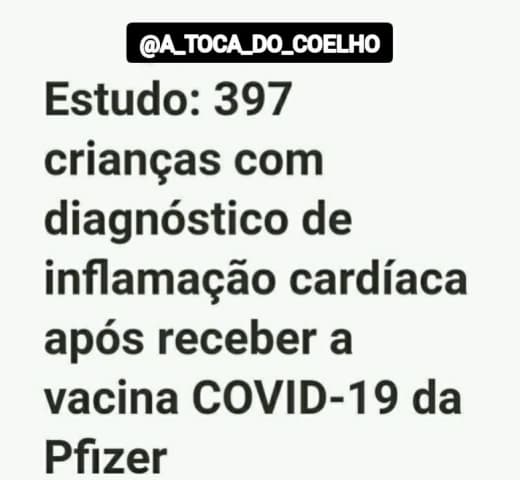 @A_TOCA_DO_COELHO
Estudo: 397
crianças com
diagnóstico de
inflamação cardíaca
após receber a
vacina COVID-19 da
Pfizer